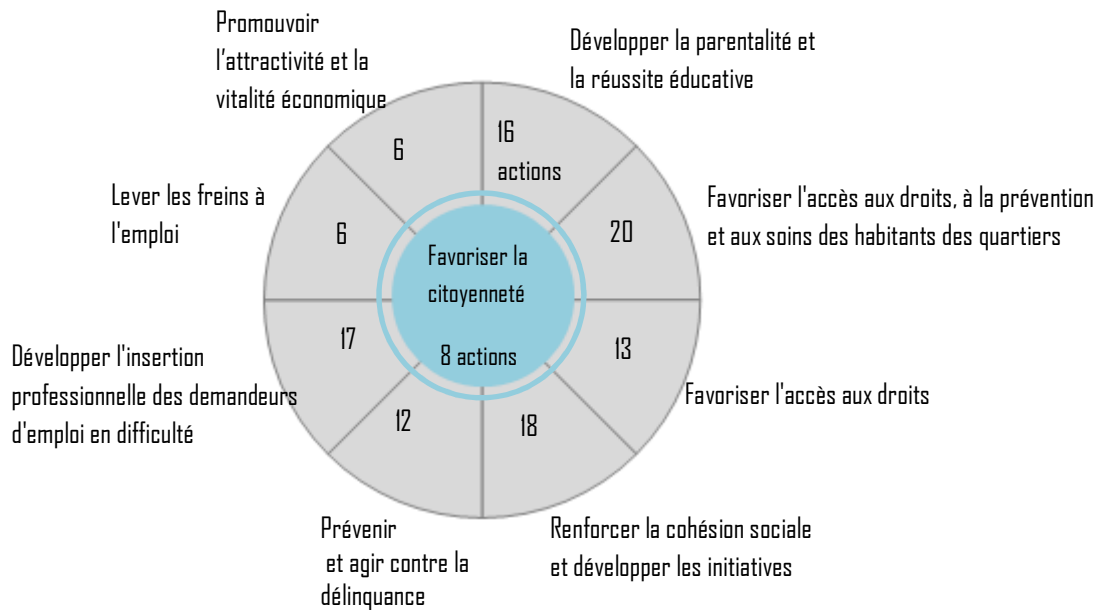 Promouvoir
l'attractivité et la
vitalité économique
6
Développer la parentalité et
la réussite éducative
16
actions
Favoriser l'accès aux droits, à la prévention
et aux soins des habitants des quartiers
20
Favoriser l'accès aux droits
13
Renforcer la cohésion sociale
et développer les initiatives
18
Prévenir
et agir contre la
délinquance
12
Développer l'insertion
professionnelle des demandeurs
d'emploi en difficulté
17
Lever les freins à
l'emploi
6
Favoriser la
citoyenneté
8 actions